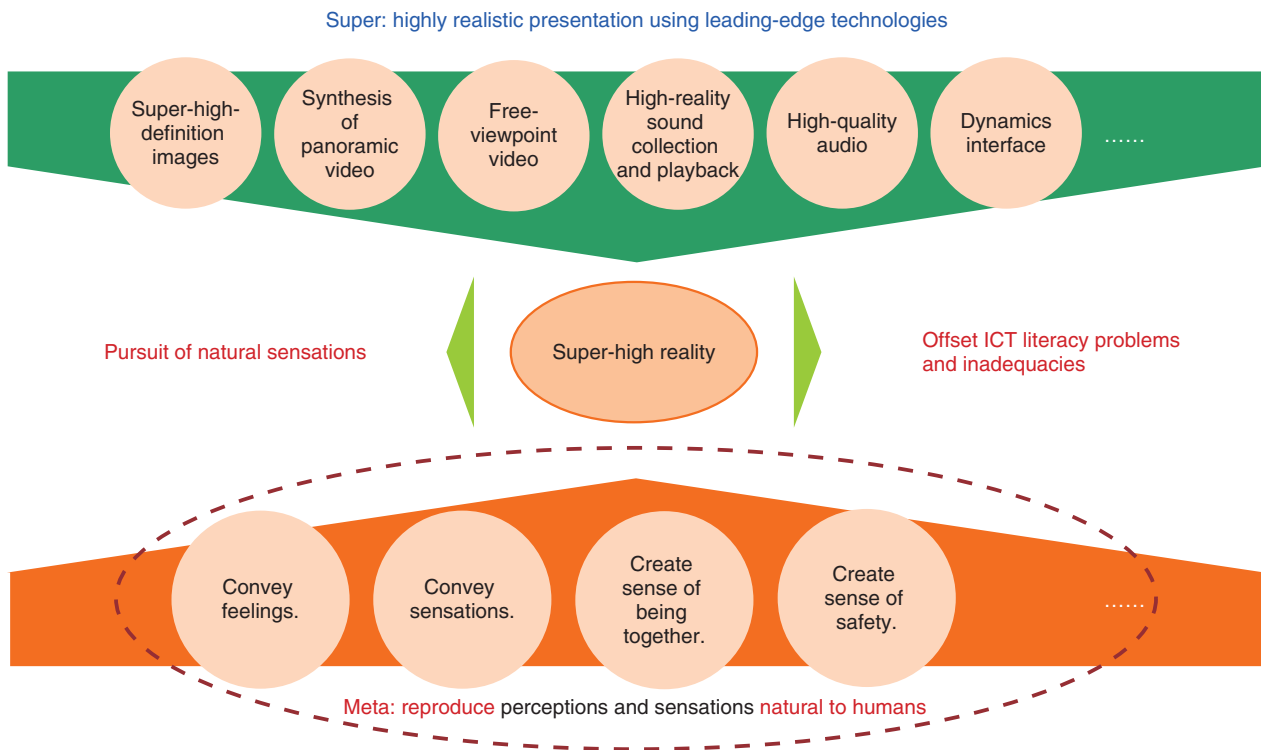 Super: highly realistic presentation using leading-edge technologies
Super-high-
definition
images
Synthesis
of
panoramic
video
Free-
viewpoint
video
High-reality
sound
collection
and playback
High-quality
audio
Dynamics
interface
......
Pursuit of natural sensations
Super-high reality
Offset ICT literacy problems
and inadequacies
Convey
feelings.
Convey
sensations.
Create
sense of
being
together.
Create
sense of
safety.
......
Meta: reproduce perceptions and sensations natural to humans